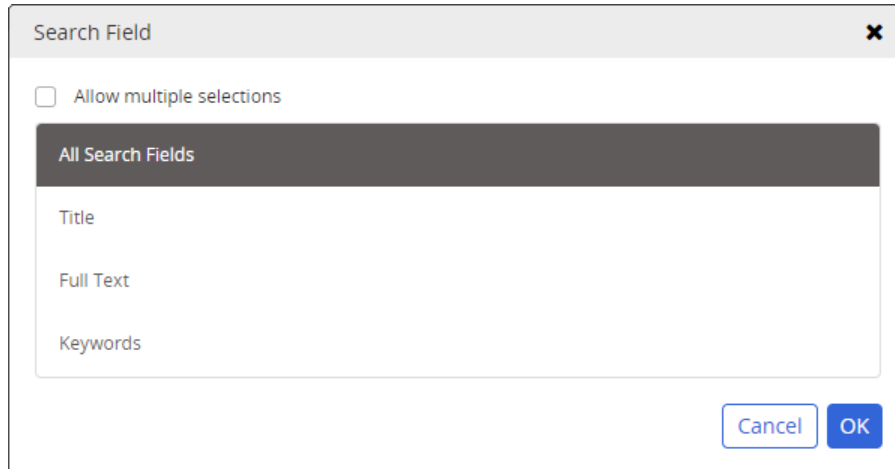 Search Field
Allow multiple selections
All Search Fields
Title
Full Text
Keywords
Cancel OK